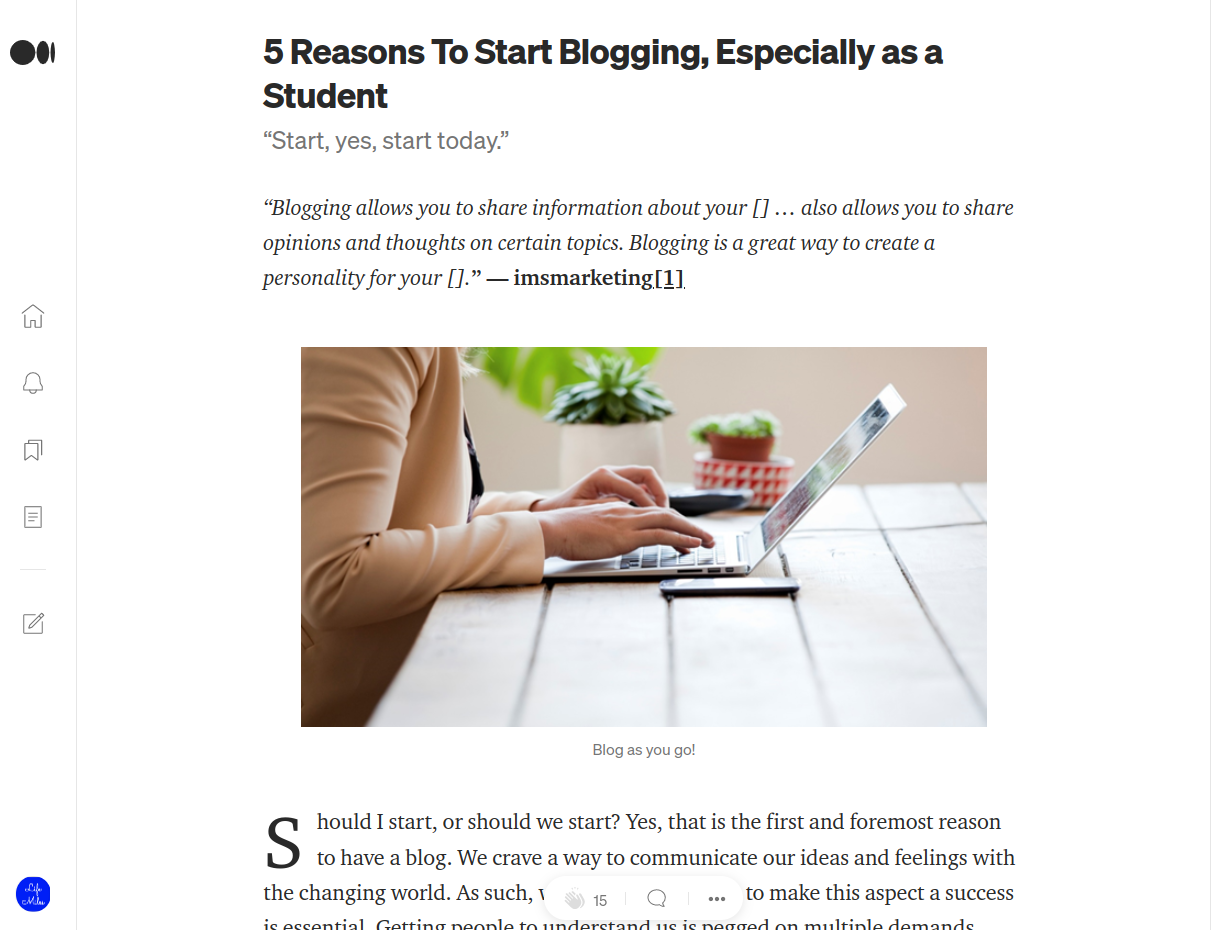 5 Reasons To Start Blogging, Especially as a
Student
“Start, yes, start today.”
“Blogging allows you to share information about your [] … also allows you to share
opinions and thoughts on certain topics. Blogging is a great way to create a
personality for your [].” — imsmarketing[1]
Blog as you go!
Should I start, or should we start? Yes, that is the first and foremost reason
to have a blog. We crave a way to communicate our ideas and feelings with
the changing world. As such, to make this aspect a success
is essential. Getting people to understand us is pegged on multiple demands
15
Life
Miles